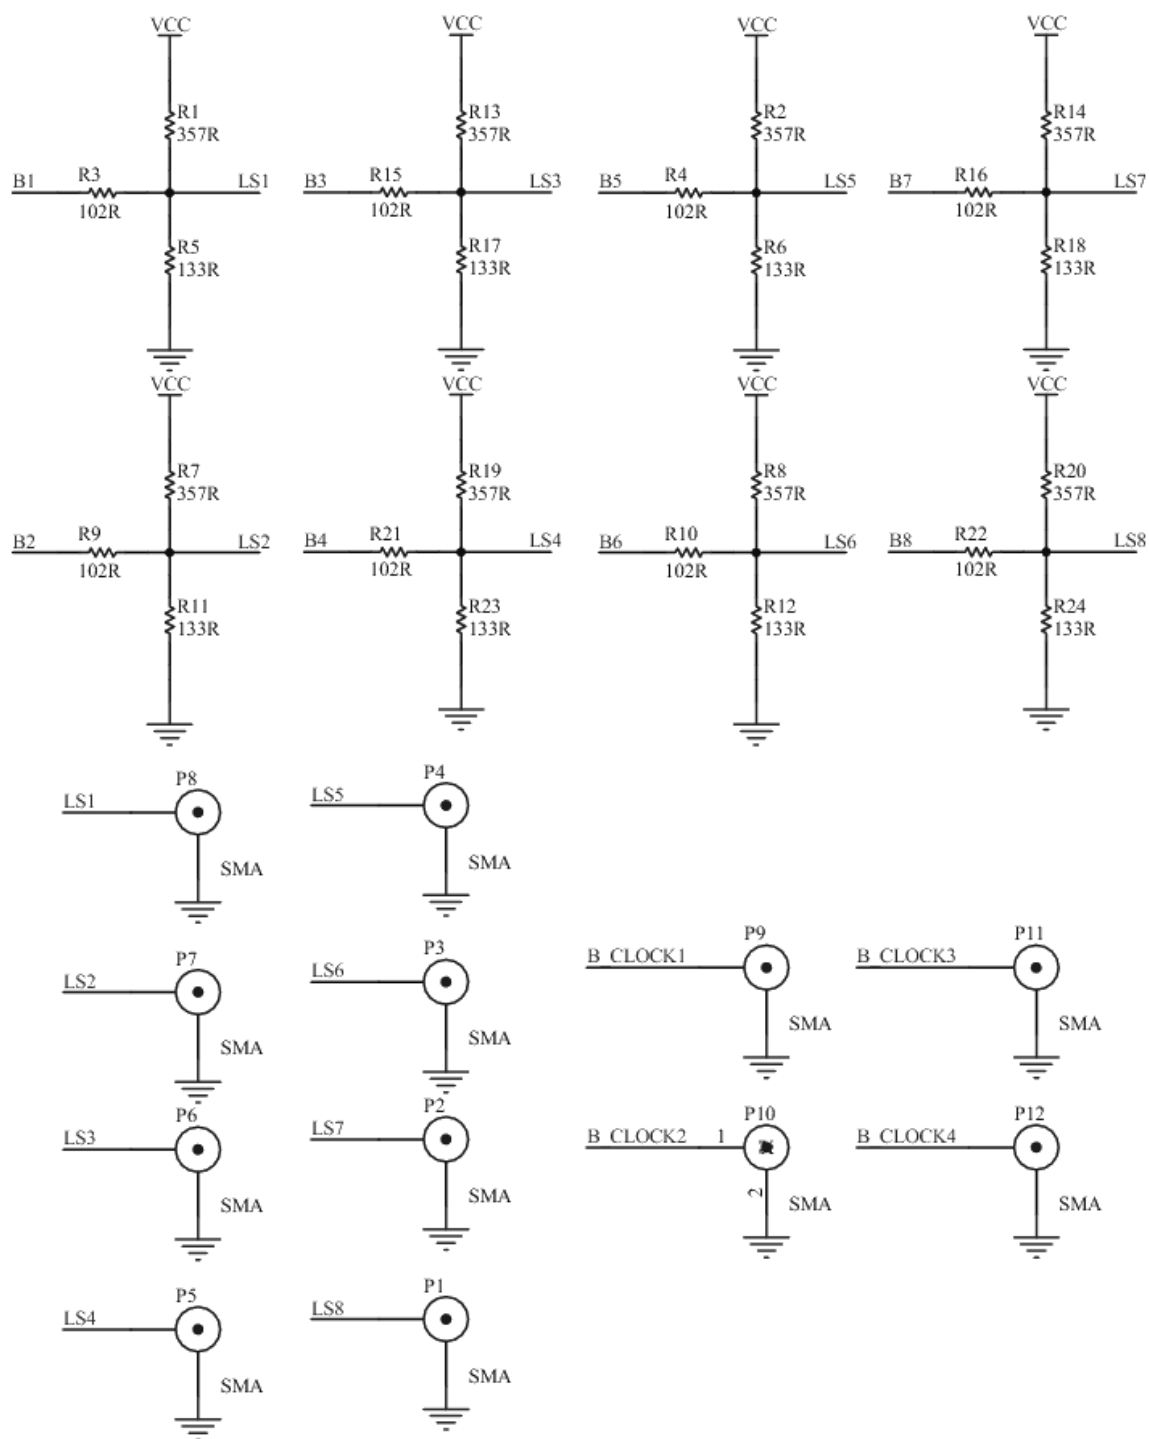 VCC VCC VCC VCC
R1 R13 R2 R14
357R 357R 357R 357R
B1 R3 LS1 B3 R15 LS3 B5 R4 LS5 B7 R16 LS7
102R 102R 102R 102R
R5 R17 R6 R18
133R 133R 133R 133R
VCC VCC VCC VCC
R7 R19 R8 R20
357R 357R 357R 357R
B2 R9 LS2 B4 R21 LS4 B6 R10 LS6 B8 R22 LS8
102R 102R 102R 102R
R11 R23 R12 R24
133R 133R 133R 133R
P8 P4
LS1 LS5
SMA SMA
P9 P11
P7 P3
B_CLOCK1 B_CLOCK3
LS2 LS6
SMA SMA
SMA SMA
P6 P2 P10 P12
LS3 LS7 B_CLOCK2 1 B_CLOCK4
2
SMA SMA SMA SMA
P5 P1
LS4 LS8
SMA SMA